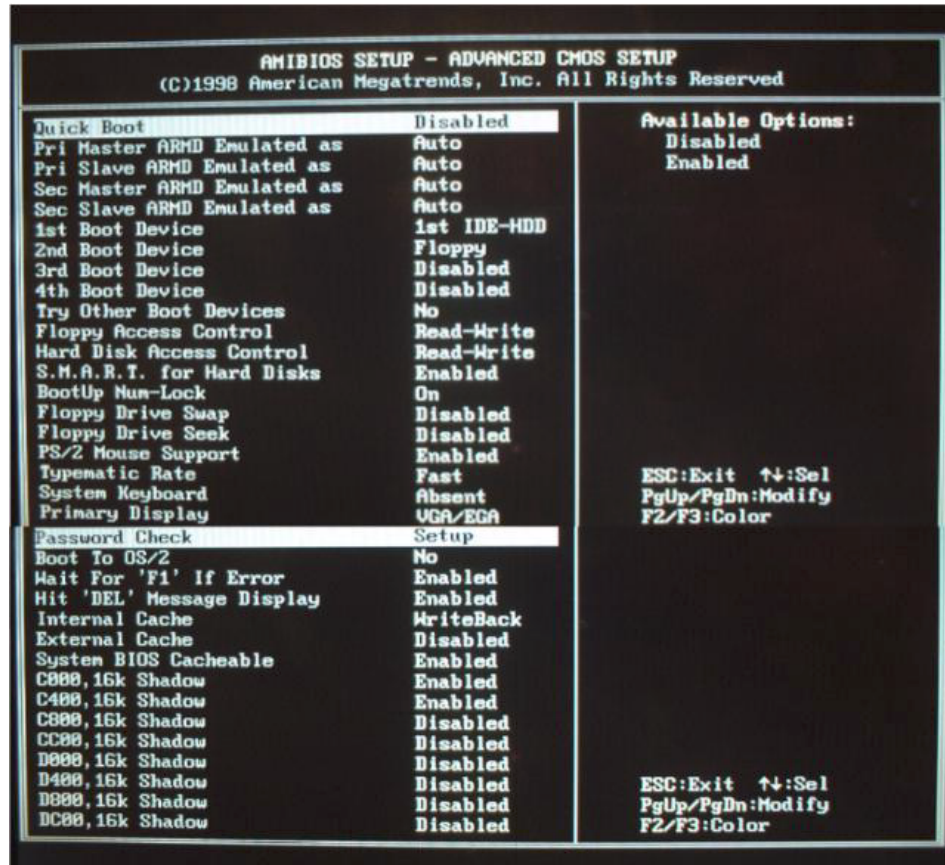 AMIBIOS SETUP - ADVANCED CMOS SETUP
(C)1998 American Megatrends, Inc. All Rights Reserved
Quick Boot Disabled
Pri Master ARMD Emulated as Auto
Pri Slave ARMD Emulated as Auto
Sec Master ARMD Emulated as Auto
Sec Slave ARMD Emulated as Auto
1st Boot Device 1st IDE-HDD
2nd Boot Device Floppy
3rd Boot Device Disabled
4th Boot Device Disabled
Try Other Boot Devices No
Floppy Access Control Read-Write
Hard Disk Access Control Read-Write
S.M.A.R.T. for Hard Disks Enabled
BootUp Num-Lock On
Floppy Drive Swap Disabled
Floppy Drive Seek Disabled
PS/2 Mouse Support Enabled
Typematic Rate Fast
System Keyboard Absent
Primary Display VGA/EGA
Available Options:
Disabled
Enabled
ESC:Exit ↑↓:Sel
PgUp/PgDn:Modify
F2/F3:Color
Password Check Setup
Boot To OS/2 No
Wait For 'F1' If Error Enabled
Hit 'DEL' Message Display Enabled
Internal Cache WriteBack
External Cache Disabled
System BIOS Cacheable Enabled
C000,16k Shadow Enabled
C400,16k Shadow Enabled
C800,16k Shadow Disabled
CC00,16k Shadow Disabled
D000,16k Shadow Disabled
D400,16k Shadow Disabled
D800,16k Shadow Disabled
DC00,16k Shadow Disabled
ESC:Exit ↑↓:Sel
PgUp/PgDn:Modify
F2/F3:Color